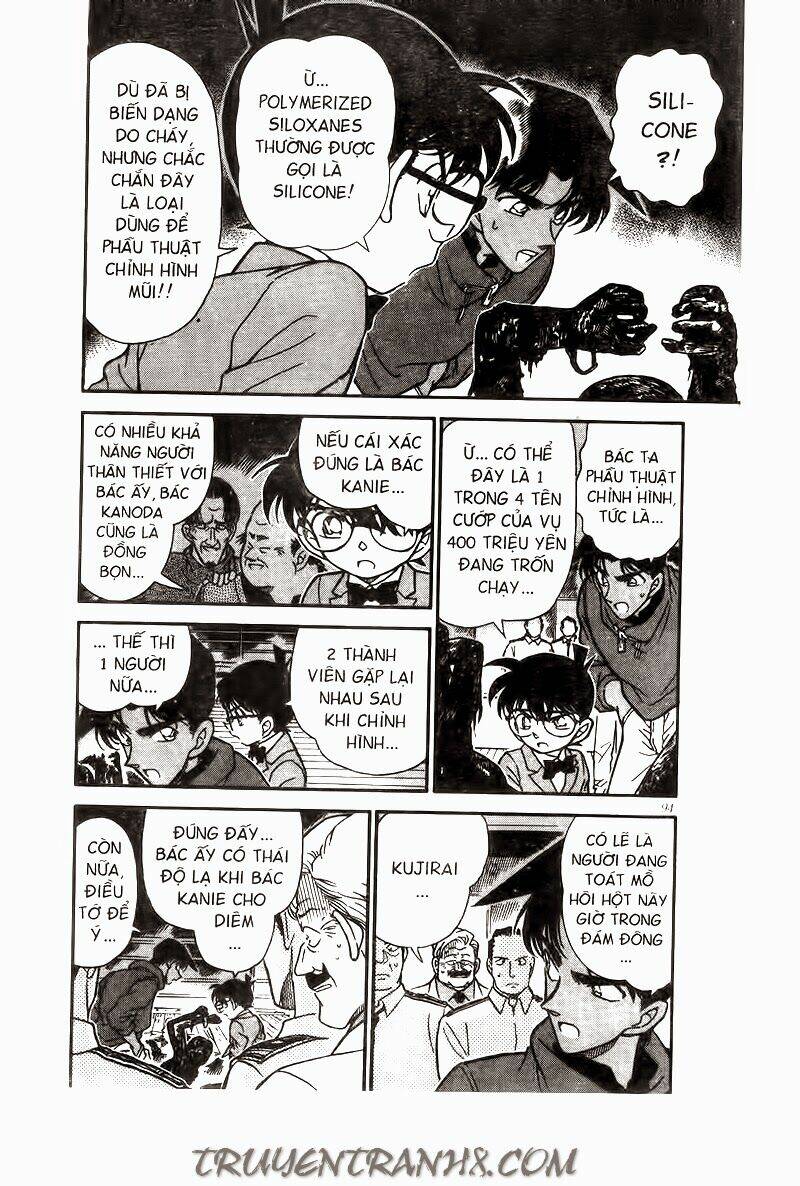 SILI-
CONE
?!
Ừ...
POLYMERIZED
SILOXANES
THƯỜNG ĐƯỢC
GỌI LÀ
SILICONE!
DÙ ĐÃ BỊ
BIẾN DẠNG
DO CHÁY,
NHƯNG CHẮC
CHẮN ĐÂY
LÀ LOẠI
DÙNG ĐỂ
PHẪU THUẬT
CHỈNH HÌNH
MŨI!!
BÁC TA
PHẪU THUẬT
CHỈNH HÌNH,
TỨC LÀ...
Ừ... CÓ THỂ
ĐÂY LÀ 1
TRONG 4 TÊN
CƯỚP CỦA VỤ
400 TRIỆU YÊN
ĐANG TRỐN
CHẠY...
NẾU CÁI XÁC
ĐÚNG LÀ BÁC
KANIE...
CÓ NHIỀU KHẢ
NĂNG NGƯỜI
THÂN THIẾT VỚI
BÁC ẤY, BÁC
KANODA
CŨNG LÀ
ĐỒNG
BỌN...
2 THÀNH
VIÊN GẶP LẠI
NHAU SAU
KHI CHỈNH
HÌNH...
... THẾ THÌ
1 NGƯỜI
NỮA...
94
CÓ LẼ LÀ
NGƯỜI ĐANG
TOÁT MỒ
HÔI HỘT NÀY
GIỜ TRONG
ĐÁM ĐÔNG
...
KUJIRAI
...
ĐÚNG ĐẤY...
BÁC ẤY CÓ THÁI
ĐỘ LẠ KHI BÁC
KANIE CHO
DIÊM
...
CÒN
NỮA,
ĐIỀU
TỚ ĐỂ
Ý...
TRUYENTRANH8.COM